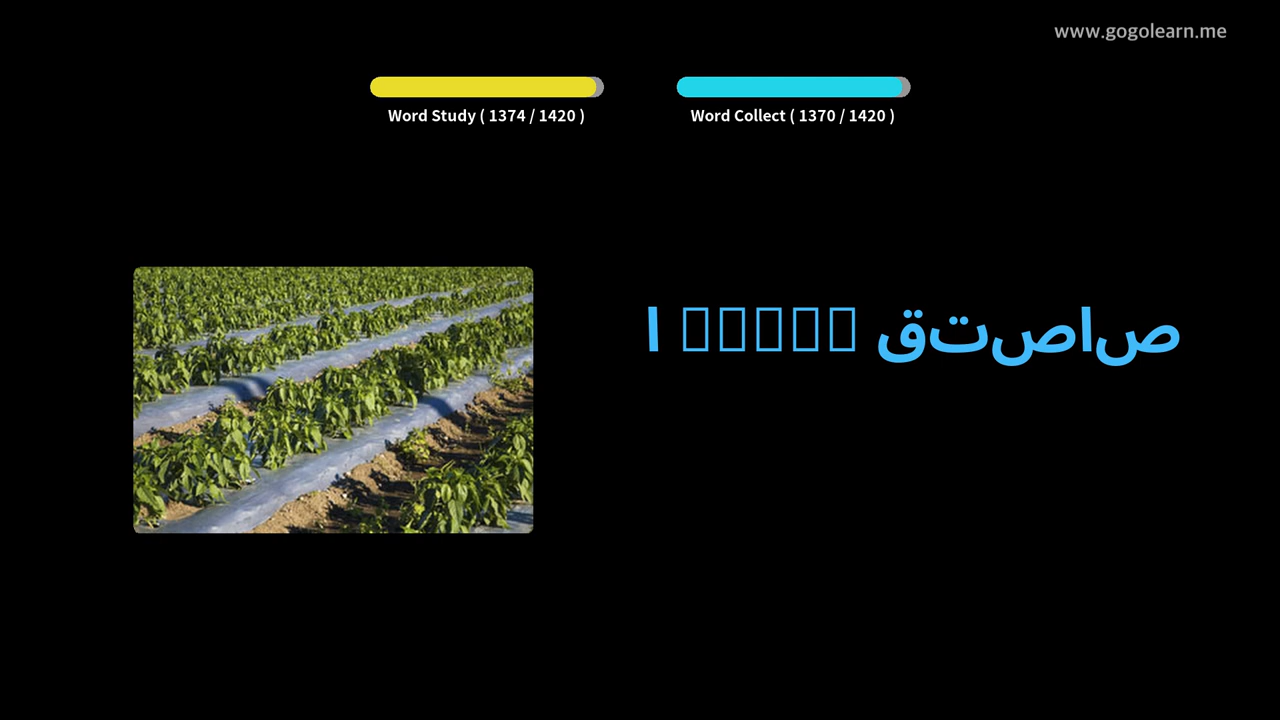 www.gogolearn.me
Word Study ( 1374 / 1420 )
Word Collect ( 1370 / 1420 )
صاصتق □□□□□ ا